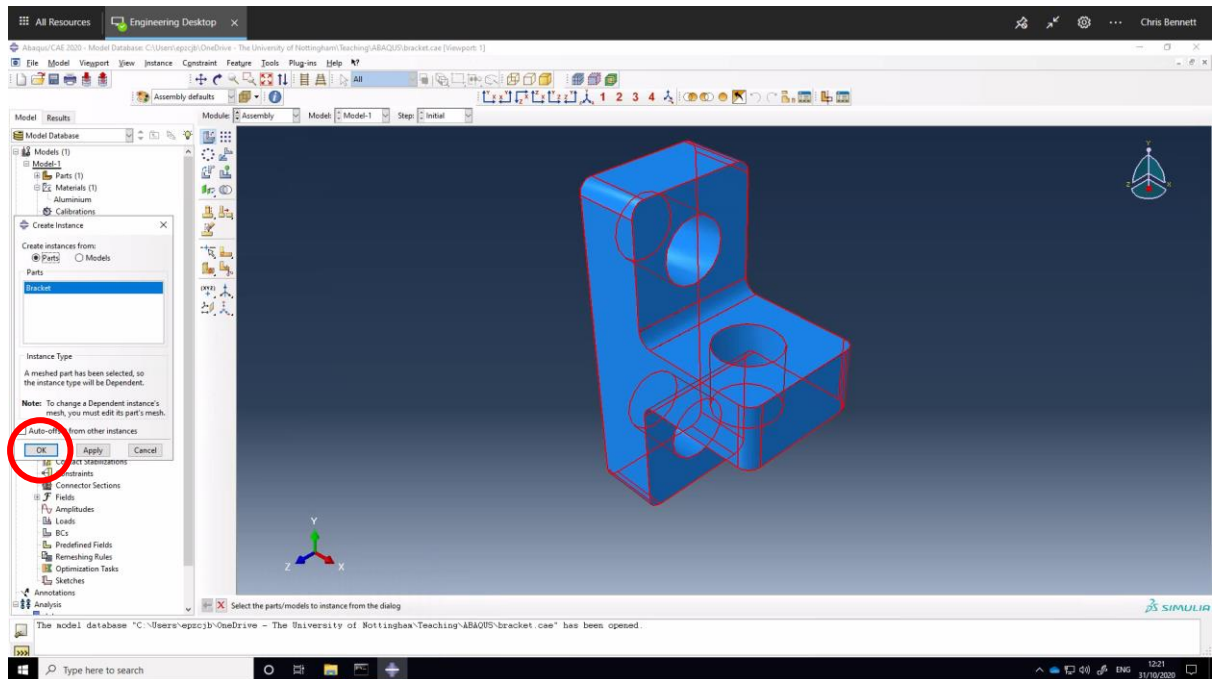 All Resources
Engineering Desktop
Chris Bennett
Abaqus/CAE 2020 - Model Database: C:\Users\epzcjb\OneDrive - The University of Nottingham\Teaching\ABAQUS\bracket.cae [Viewport: 1]
File Model Viewport View Instance Constraint Feature Tools Plug-ins Help
All
Assembly defaults
1 2 3 4
Model Results
Module: Assembly Model: Model-1 Step: Initial
Model Database
Models (1)
Model-1
Parts (1)
Materials (1)
Aluminium
Calibrations
Create Instance
Create instances from:
Parts Models
Parts
Bracket
Instance Type
A meshed part has been selected, so
the instance type will be Dependent.
Note: To change a Dependent instance's
mesh, you must edit its part's mesh.
from other instances
OK Apply Cancel
Contact Stabilizations
Constraints
Connector Sections
Fields
Amplitudes
Loads
BCs
Predefined Fields
Remeshing Rules
Optimization Tasks
Sketches
Annotations
Analysis
Y
Z
X
Y
Z X
Select the parts/models to instance from the dialog
SIMULIA
The model database "C:\Users\epzcjb\OneDrive - The University of Nottingham\Teaching\ABAQUS\bracket.cae" has been opened.
>>>
Type here to search
ENG
12:21
31/10/2020